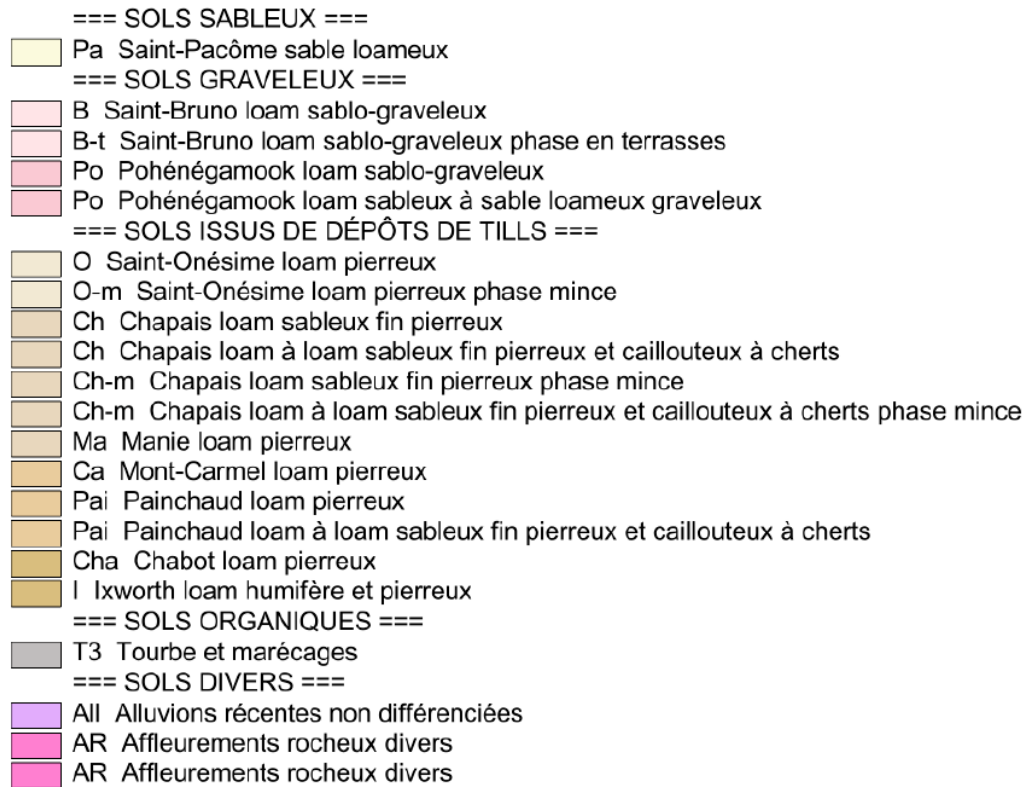 === SOLS SABLEUX ===
Pa Saint-Pacôme sable loameux
=== SOLS GRAVELEUX ===
B Saint-Bruno loam sablo-graveleux
B-t Saint-Bruno loam sablo-graveleux phase en terrasses
Po Pohénégamook loam sablo-graveleux
Po Pohénégamook loam sableux à sable loameux graveleux
=== SOLS ISSUS DE DÉPÔTS DE TILLS ===
O Saint-Onésime loam pierreux
O-m Saint-Onésime loam pierreux phase mince
Ch Chapais loam sableux fin pierreux
Ch Chapais loam à loam sableux fin pierreux et caillouteux à cherts
Ch-m Chapais loam sableux fin pierreux phase mince
Ch-m Chapais loam à loam sableux fin pierreux et caillouteux à cherts phase mince
Ma Manie loam pierreux
Ca Mont-Carmel loam pierreux
Pai Painchaud loam pierreux
Pai Painchaud loam à loam sableux fin pierreux et caillouteux à cherts
Cha Chabot loam pierreux
I Ixworth loam humifère et pierreux
=== SOLS ORGANIQUES ===
T3 Tourbe et marécages
=== SOLS DIVERS ===
All Alluvions récentes non différenciées
AR Affleurements rocheux divers
AR Affleurements rocheux divers